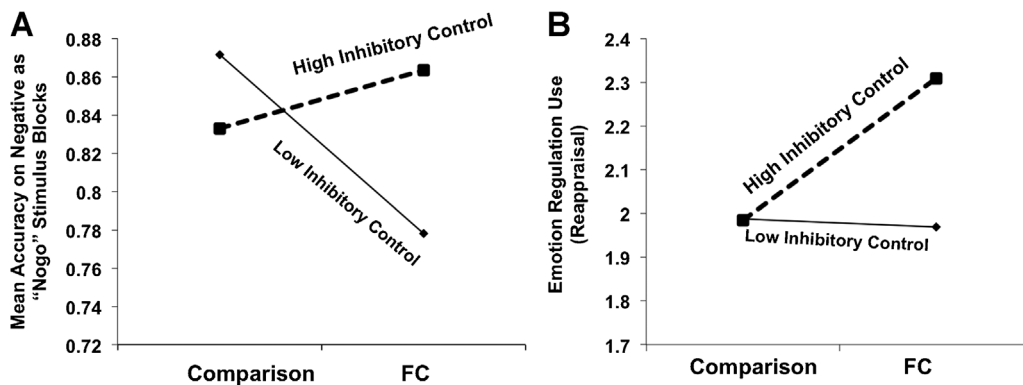 A
Mean Accuracy on Negative as
“Nogo” Stimulus Blocks
0.88
0.86
0.84
0.82
0.8
0.78
0.76
0.74
0.72
High Inhibitory Control
Low Inhibitory Control
Comparison
FC
B
Emotion Regulation Use
(Reappraisal)
2.4
2.3
2.2
2.1
2
1.9
1.8
1.7
High Inhibitory Control
Low Inhibitory Control
Comparison
FC